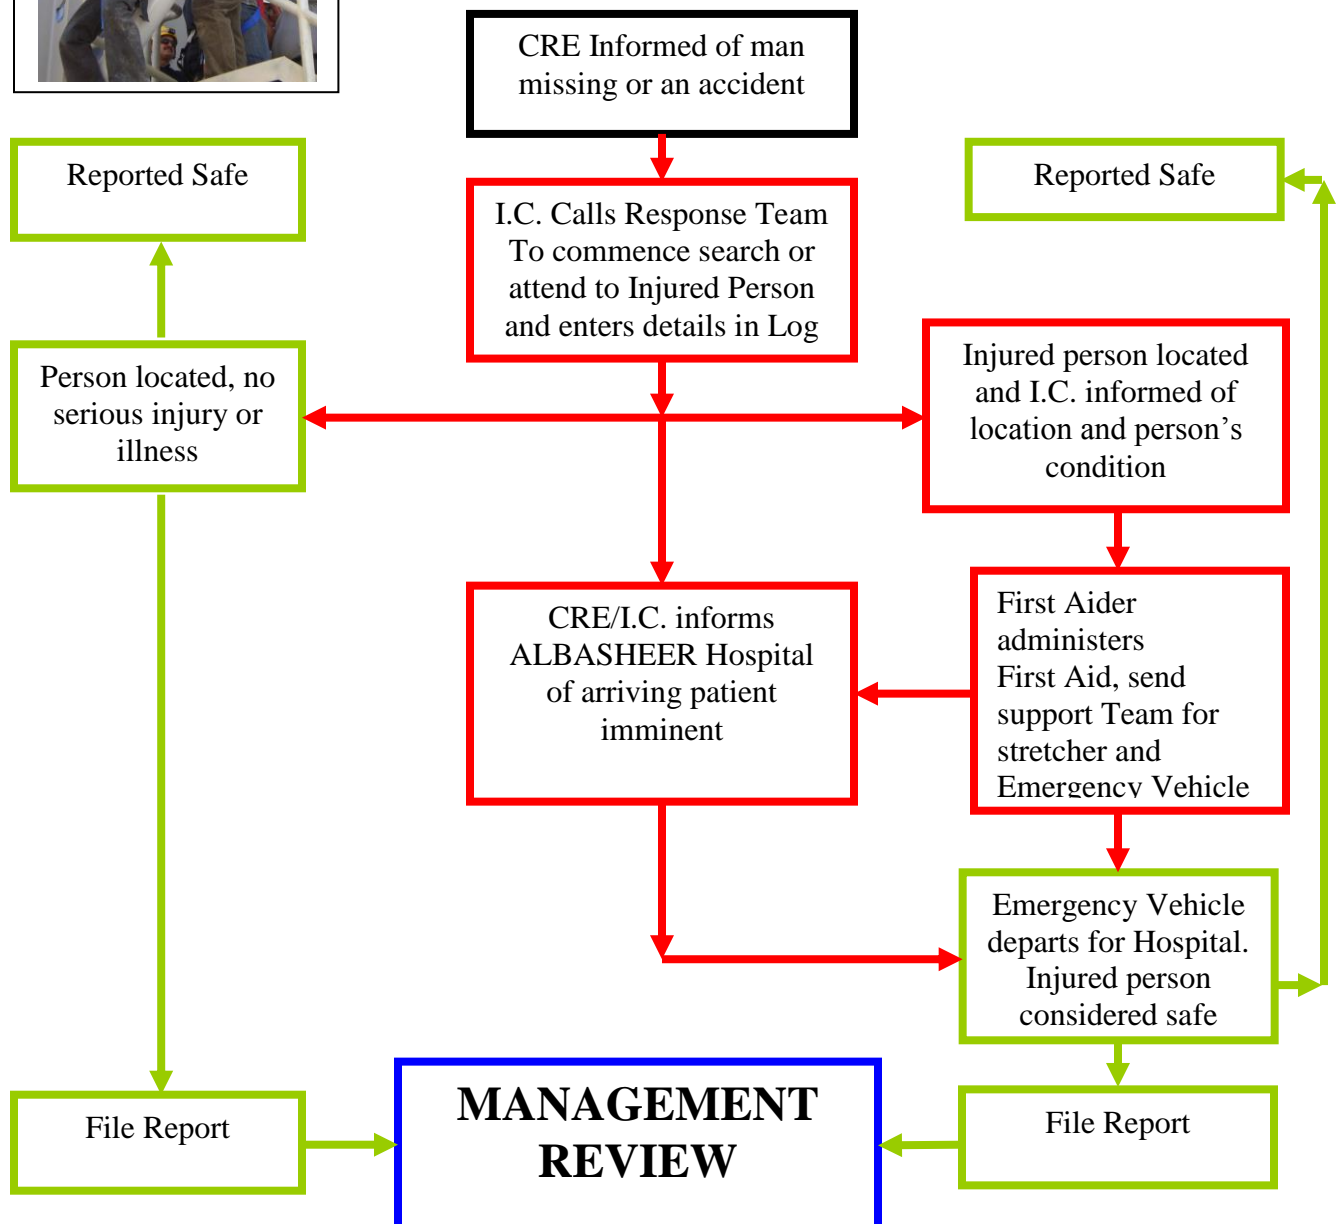 CRE Informed of man
missing or an accident
Reported Safe
Reported Safe
I.C. Calls Response Team
To commence search or
attend to Injured Person
and enters details in Log
Person located, no
serious injury or
illness
Injured person located
and I.C. informed of
location and person’s
condition
CRE/I.C. informs
ALBASHEER Hospital
of arriving patient
imminent
First Aider
administers
First Aid, send
support Team for
stretcher and
Emergency Vehicle
Emergency Vehicle
departs for Hospital.
Injured person
considered safe
File Report
MANAGEMENT
REVIEW
File Report